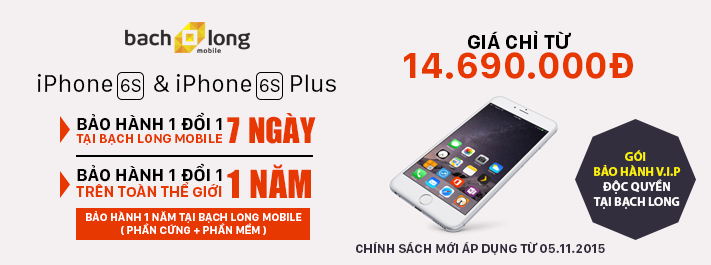 bach long
mobile
iPhone 6S & iPhone 6S Plus
BẢO HÀNH 1 ĐỔI 1
TẠI BẠCH LONG MOBILE
7 NGÀY
BẢO HÀNH 1 ĐỔI 1
TRÊN TOÀN THẾ GIỚI
1 NĂM
BẢO HÀNH 1 NĂM TẠI BẠCH LONG MOBILE
( PHẦN CỨNG + PHẦN MỀM )
GIÁ CHỈ TỪ
14.690.000Đ
GÓI
BẢO HÀNH V.I.P
ĐỘC QUYỀN
TẠI BẠCH LONG
CHÍNH SÁCH MỚI ÁP DỤNG TỪ 05.11.2015